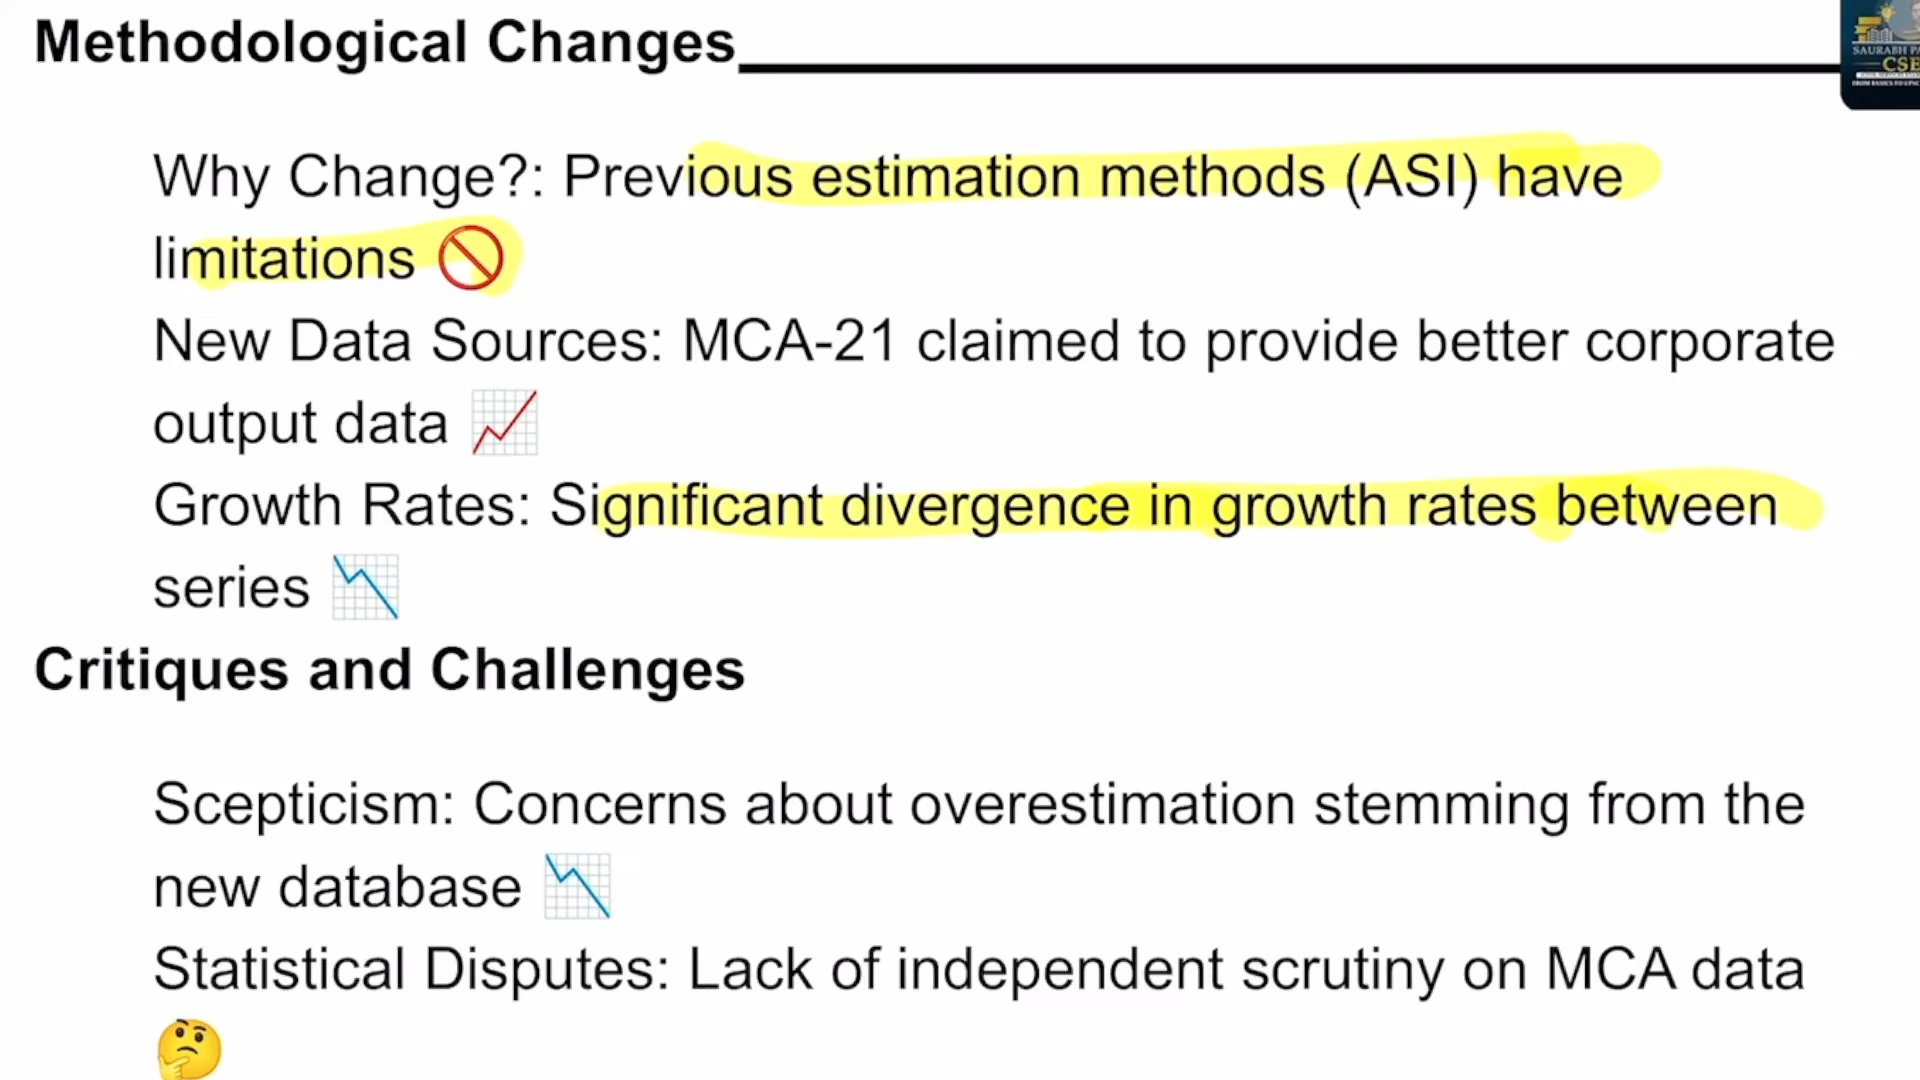 Methodological Changes
SAURABH
CSE
Why Change?: Previous estimation methods (ASI) have
limitations 🚫
New Data Sources: MCA-21 claimed to provide better corporate
output data 📈
Growth Rates: Significant divergence in growth rates between
series 📉
Critiques and Challenges
Scepticism: Concerns about overestimation stemming from the
new database 📉
Statistical Disputes: Lack of independent scrutiny on MCA data
🤔